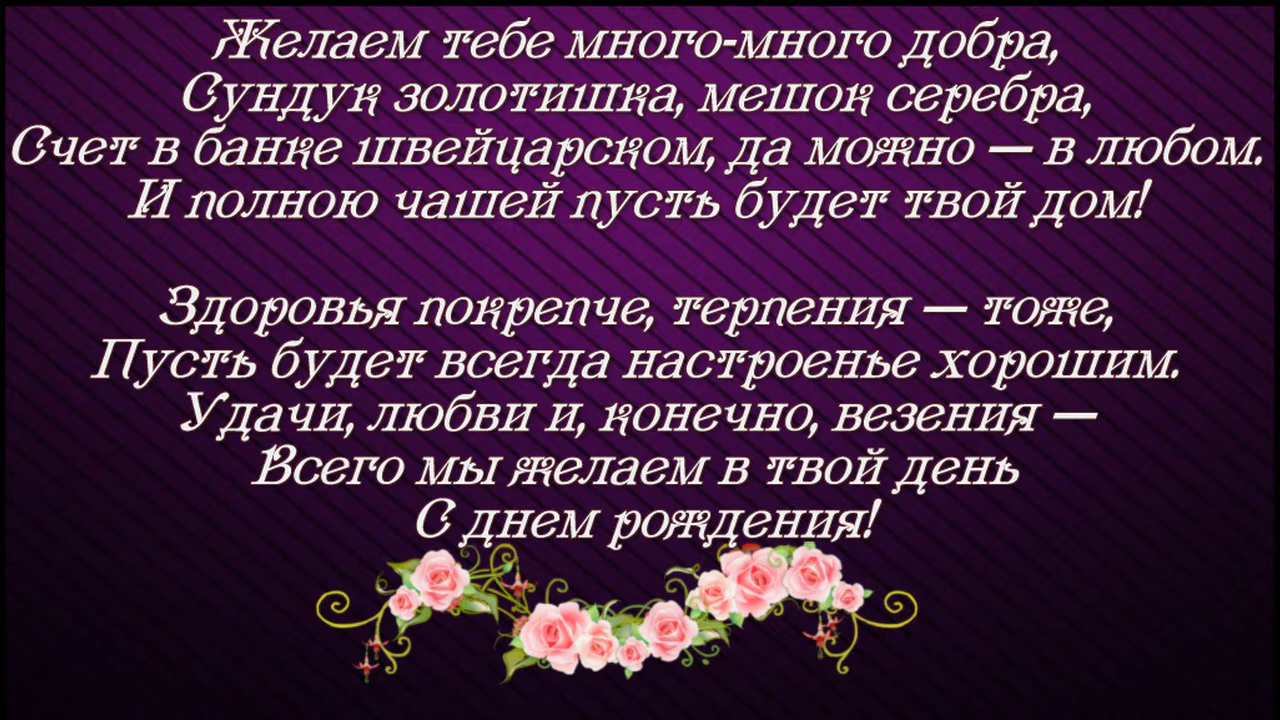 Желаем тебе много-много добра,
Сундук золотишка, мешок серебра,
Счет в банке швейцарском, да можно — в любом.
И полною чашей пусть будет твой дом!
Здоровья покрепче, терпения — тоже,
Пусть будет всегда настроенье хорошим.
Удачи, любви и, конечно, везения —
Всего мы желаем в твой день
С днем рождения!